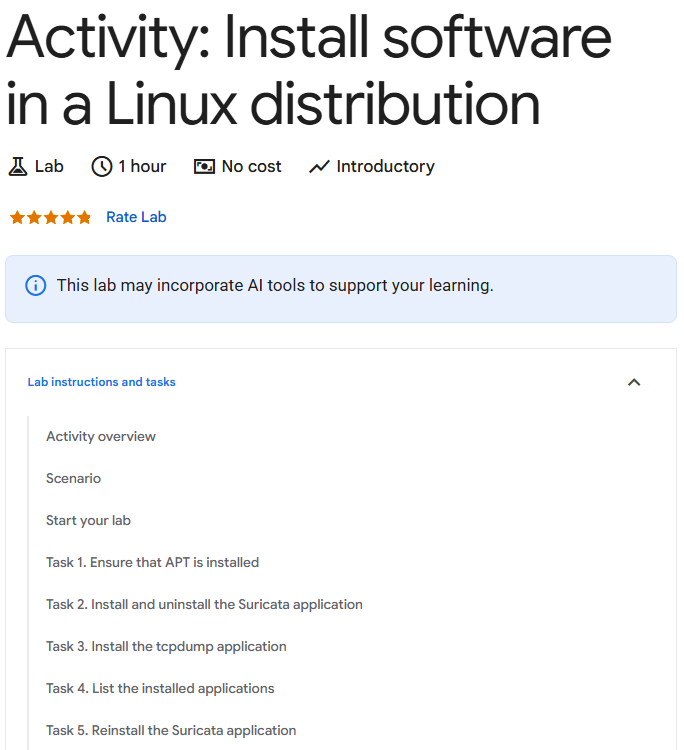 Activity: Install software
in a Linux distribution
Lab 1 hour No cost Introductory
Rate Lab
This lab may incorporate AI tools to support your learning.
Lab instructions and tasks
Activity overview
Scenario
Start your lab
Task 1. Ensure that APT is installed
Task 2. Install and uninstall the Suricata application
Task 3. Install the tcpdump application
Task 4. List the installed applications
Task 5. Reinstall the Suricata application